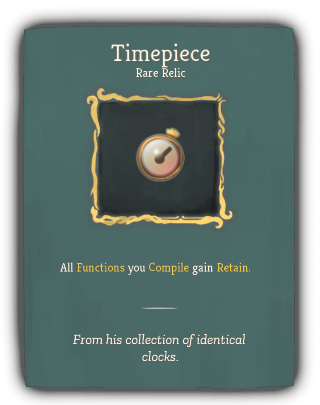 Timepiece
Rare Relic
All Functions you Compile gain Retain.
From his collection of identical
clocks.